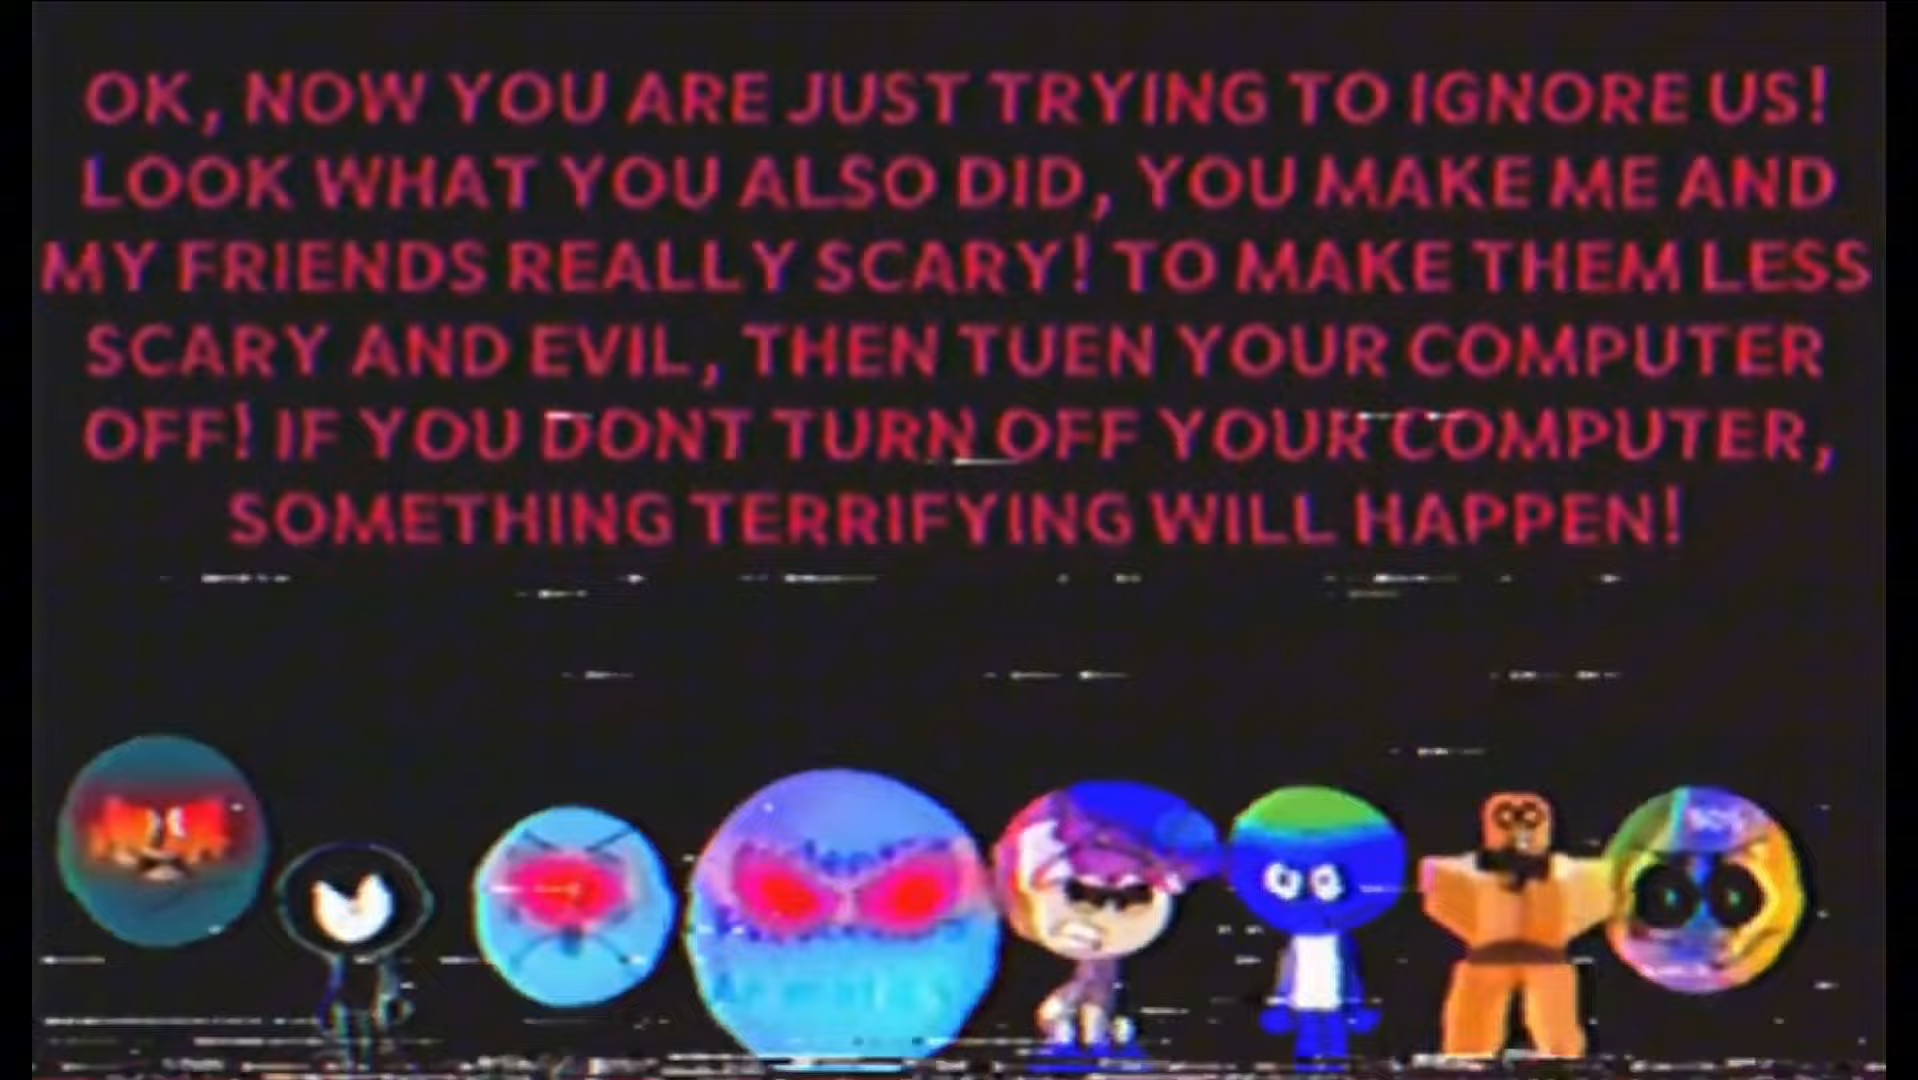 OK, NOW YOU ARE JUST TRYING TO IGNORE US!
LOOK WHAT YOU ALSO DID, YOU MAKE ME AND
MY FRIENDS REALLY SCARY! TO MAKE THEM LESS
SCARY AND EVIL, THEN TUEN YOUR COMPUTER
OFF! IF YOU DONT TURN OFF YOUR COMPUTER,
SOMETHING TERRIFYING WILL HAPPEN!